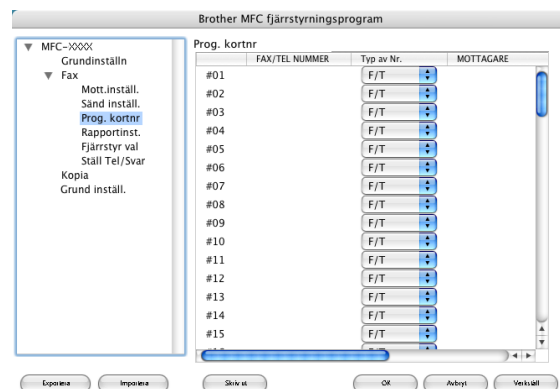 Brother MFC fjärrstyrningsprogram
MFC-XXXX
Grundinställn
Fax
Mott.inställ.
Sänd inställ.
Prog. kortnr
Rapportinst.
Fjärrstyr val
Ställ Tel/Svar
Kopia
Grund inställ.
Prog. kortnr
FAX/TEL NUMMER Typ av Nr. MOTTAGARE
#01 F/T
#02 F/T
#03 F/T
#04 F/T
#05 F/T
#06 F/T
#07 F/T
#08 F/T
#09 F/T
#10 F/T
#11 F/T
#12 F/T
#13 F/T
#14 F/T
#15 F/T
Exportera Importera Skriv ut OK Avbryt Verkställ